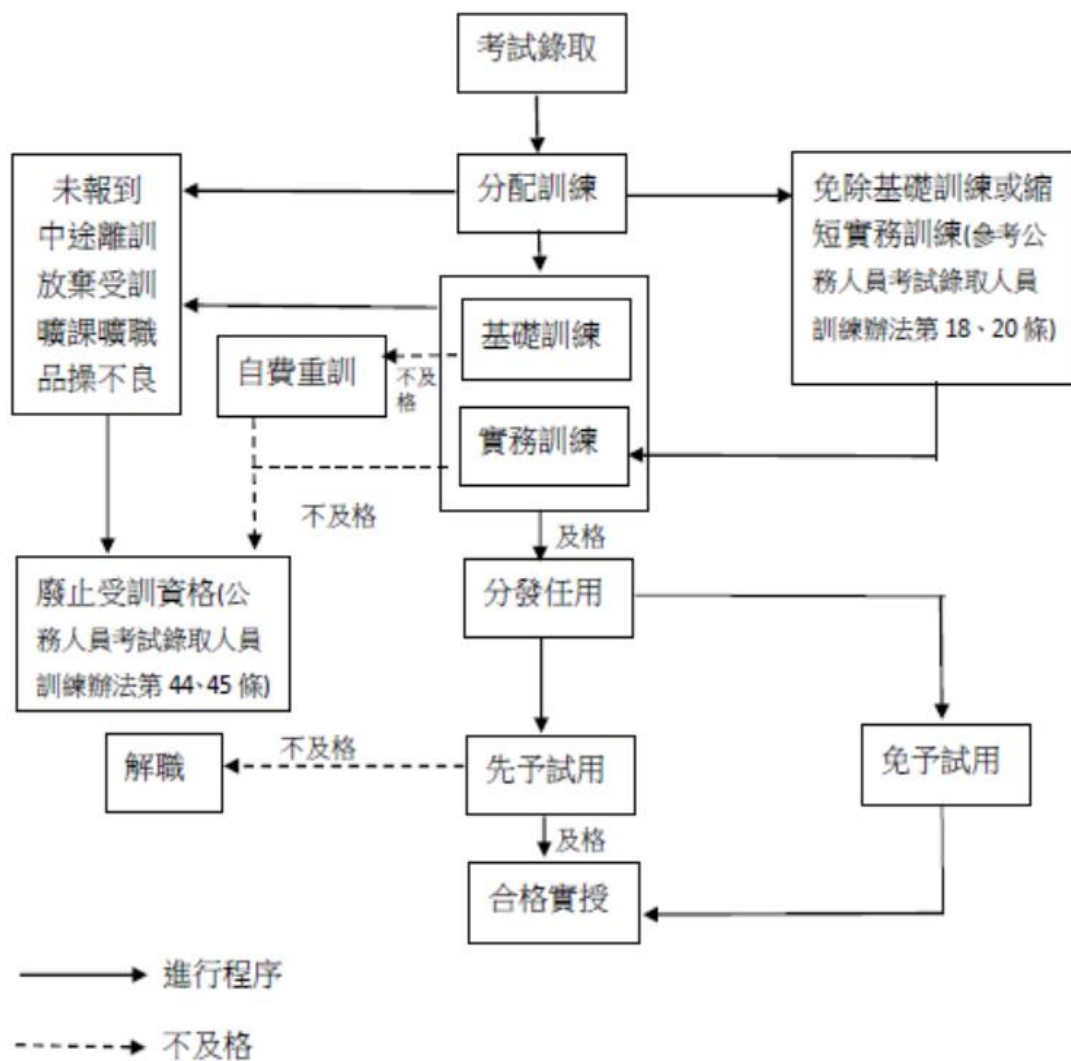 考試錄取
分配訓練
未報到
中途離訓
放棄受訓
曠課曠職
品操不良
免除基礎訓練或縮
短實務訓練(參考公
務人員考試錄取人員
訓練辦法第 18、20 條)
基礎訓練
不及
格
自費重訓
實務訓練
不及格
及格
廢止受訓資格(公
務人員考試錄取人員
訓練辦法第 44、45 條)
分發任用
解職
不及格
先予試用
免予試用
及格
合格實授
進行程序
不及格